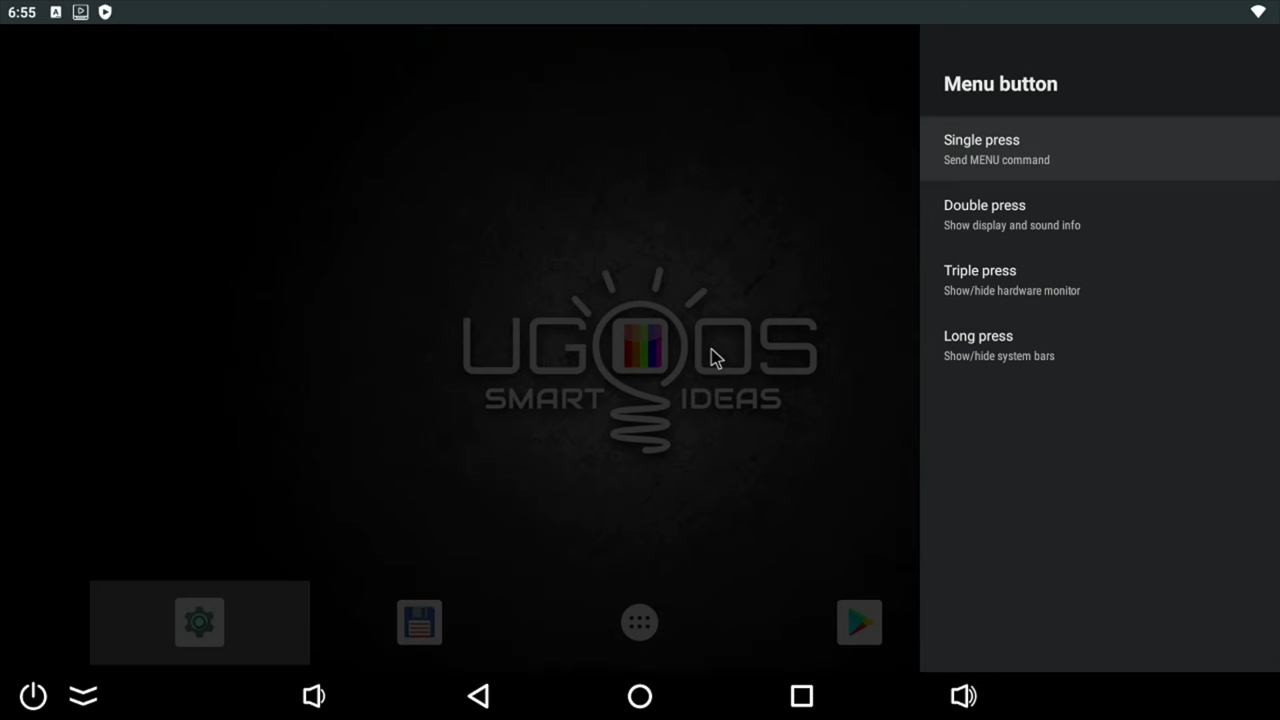 6:55
Menu button
Single press
Send MENU command
Double press
Show display and sound info
Triple press
Show/hide hardware monitor
Long press
Show/hide system bars
UGOOS
SMART IDEAS